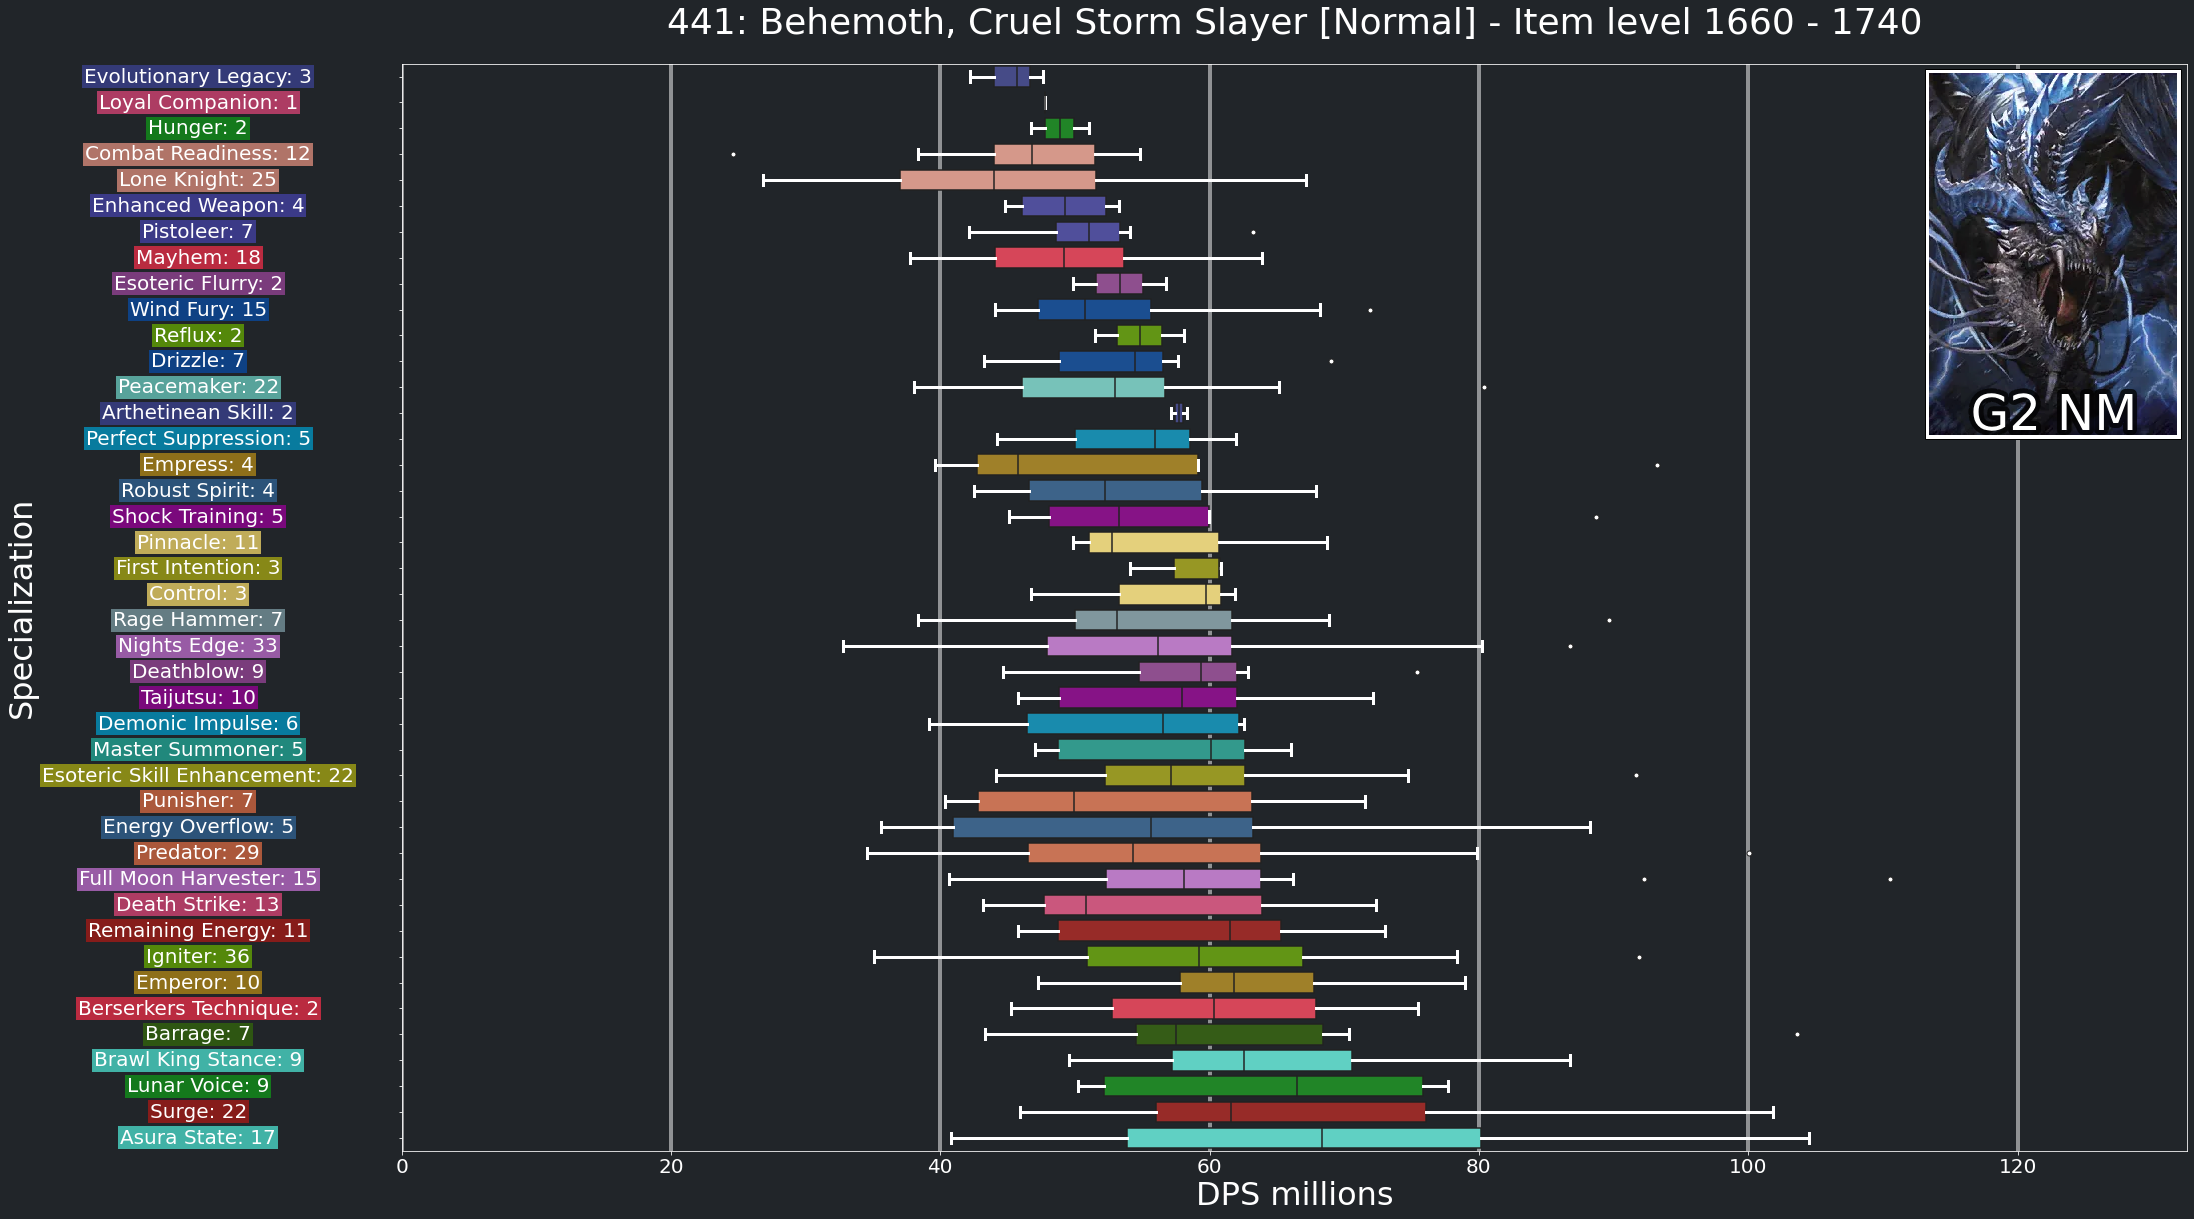 441: Behemoth, Cruel Storm Slayer [Normal] - Item level 1660 - 1740
Specialization
Evolutionary Legacy: 3
Loyal Companion: 1
Hunger: 2
Combat Readiness: 12
Lone Knight: 25
Enhanced Weapon: 4
Pistoleer: 7
Mayhem: 18
Esoteric Flurry: 2
Wind Fury: 15
Reflux: 2
Drizzle: 7
Peacemaker: 22
Arthetinean Skill: 2
Perfect Suppression: 5
Empress: 4
Robust Spirit: 4
Shock Training: 5
Pinnacle: 11
First Intention: 3
Control: 3
Rage Hammer: 7
Nights Edge: 33
Deathblow: 9
Taijutsu: 10
Demonic Impulse: 6
Master Summoner: 5
Esoteric Skill Enhancement: 22
Punisher: 7
Energy Overflow: 5
Predator: 29
Full Moon Harvester: 15
Death Strike: 13
Remaining Energy: 11
Igniter: 36
Emperor: 10
Berserkers Technique: 2
Barrage: 7
Brawl King Stance: 9
Lunar Voice: 9
Surge: 22
Asura State: 17
G2 NM
0 20 40 60 80 100 120
DPS millions